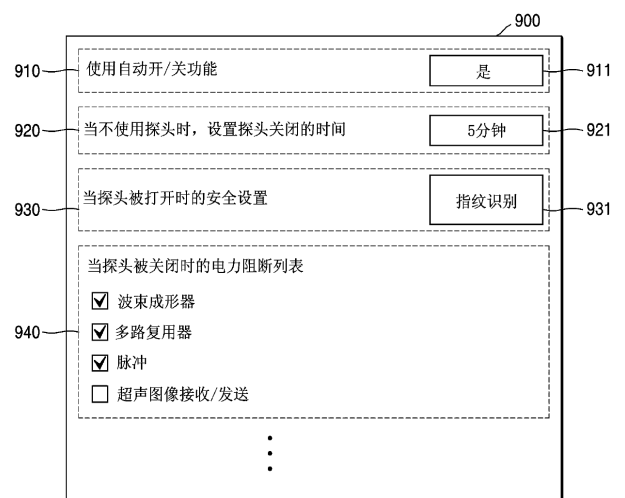 900
910 使用自动开/关功能 是 911
920 当不使用探头时，设置探头关闭的时间 5分钟 921
930 当探头被打开时的安全设置 指纹识别 931
当探头被关闭时的电力阻断列表
波束成形器
940 多路复用器
脉冲
超声图像接收/发送